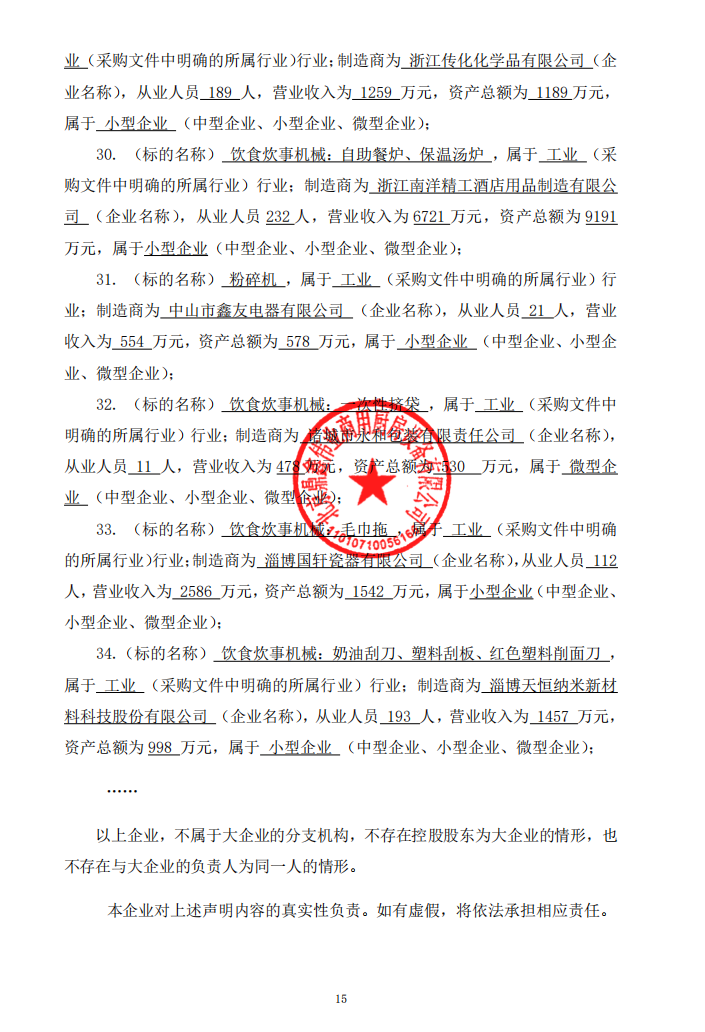 业（采购文件中明确的所属行业）行业；制造商为 浙江传化化学品有限公司（企
业名称），从业人员 189 人，营业收入为 1259 万元，资产总额为 1189 万元，
属于 小型企业 （中型企业、小型企业、微型企业）；
30. （标的名称） 饮食炊事机械：自助餐炉、保温汤炉 ，属于 工业 （采
购文件中明确的所属行业）行业；制造商为 浙江南洋精工酒店用品制造有限公
司 （企业名称），从业人员 232 人，营业收入为 6721 万元，资产总额为 9191
万元，属于小型企业（中型企业、小型企业、微型企业）；
31. （标的名称） 粉碎机 ，属于 工业 （采购文件中明确的所属行业）行
业；制造商为 中山市鑫友电器有限公司 （企业名称），从业人员 21 人，营业
收入为 554 万元，资产总额为 578 万元，属于 小型企业 （中型企业、小型企
业、微型企业）；
32. （标的名称） 饮食炊事机械：一次性挤袋 ，属于 工业 （采购文件中
明确的所属行业）行业；制造商为 诸城市永和包装有限责任公司 （企业名称），
从业人员 11 人，营业收入为 478 万元，资产总额为 530 万元，属于 微型企
业 （中型企业、小型企业、微型企业）；
33. （标的名称） 饮食炊事机械：毛巾拖 ，属于 工业 （采购文件中明确
的所属行业）行业；制造商为 淄博国轩瓷器有限公司（企业名称），从业人员 112
人，营业收入为 2586 万元，资产总额为 1542 万元，属于小型企业（中型企业、
小型企业、微型企业）；
34.（标的名称） 饮食炊事机械：奶油刮刀、塑料刮板、红色塑料削面刀 ，
属于 工业 （采购文件中明确的所属行业）行业；制造商为 淄博天恒纳米新材
料科技股份有限公司 （企业名称），从业人员 193 人，营业收入为 1457 万元，
资产总额为 998 万元，属于 小型企业 （中型企业、小型企业、微型企业）；
……
以上企业，不属于大企业的分支机构，不存在控股股东为大企业的情形，也
不存在与大企业的负责人为同一人的情形。
本企业对上述声明内容的真实性负责。如有虚假，将依法承担相应责任。
15